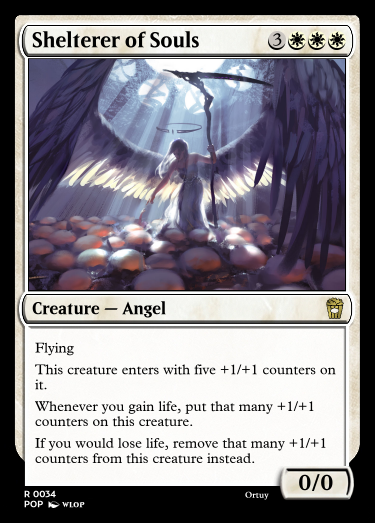 Shelterer of Souls 3
Creature — Angel
Flying
This creature enters with five +1/+1 counters on
it.
Whenever you gain life, put that many +1/+1
counters on this creature.
If you would lose life, remove that many +1/+1
counters from this creature instead.
0/0
R 0034
POP WLOP
Ortuy